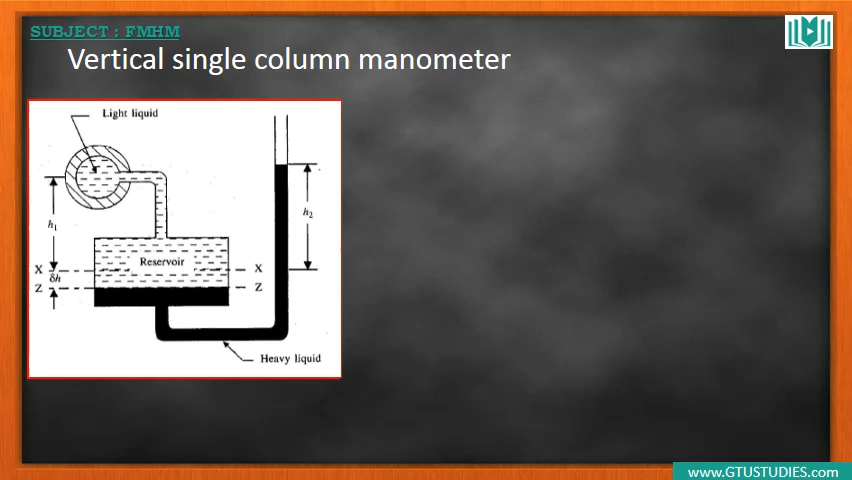 SUBJECT : FMHM
Vertical single column manometer
Light liquid
h₁
h₂
Reservoir
X
X
δh
Z
Z
Heavy liquid
www.GTUSTUDIES.com